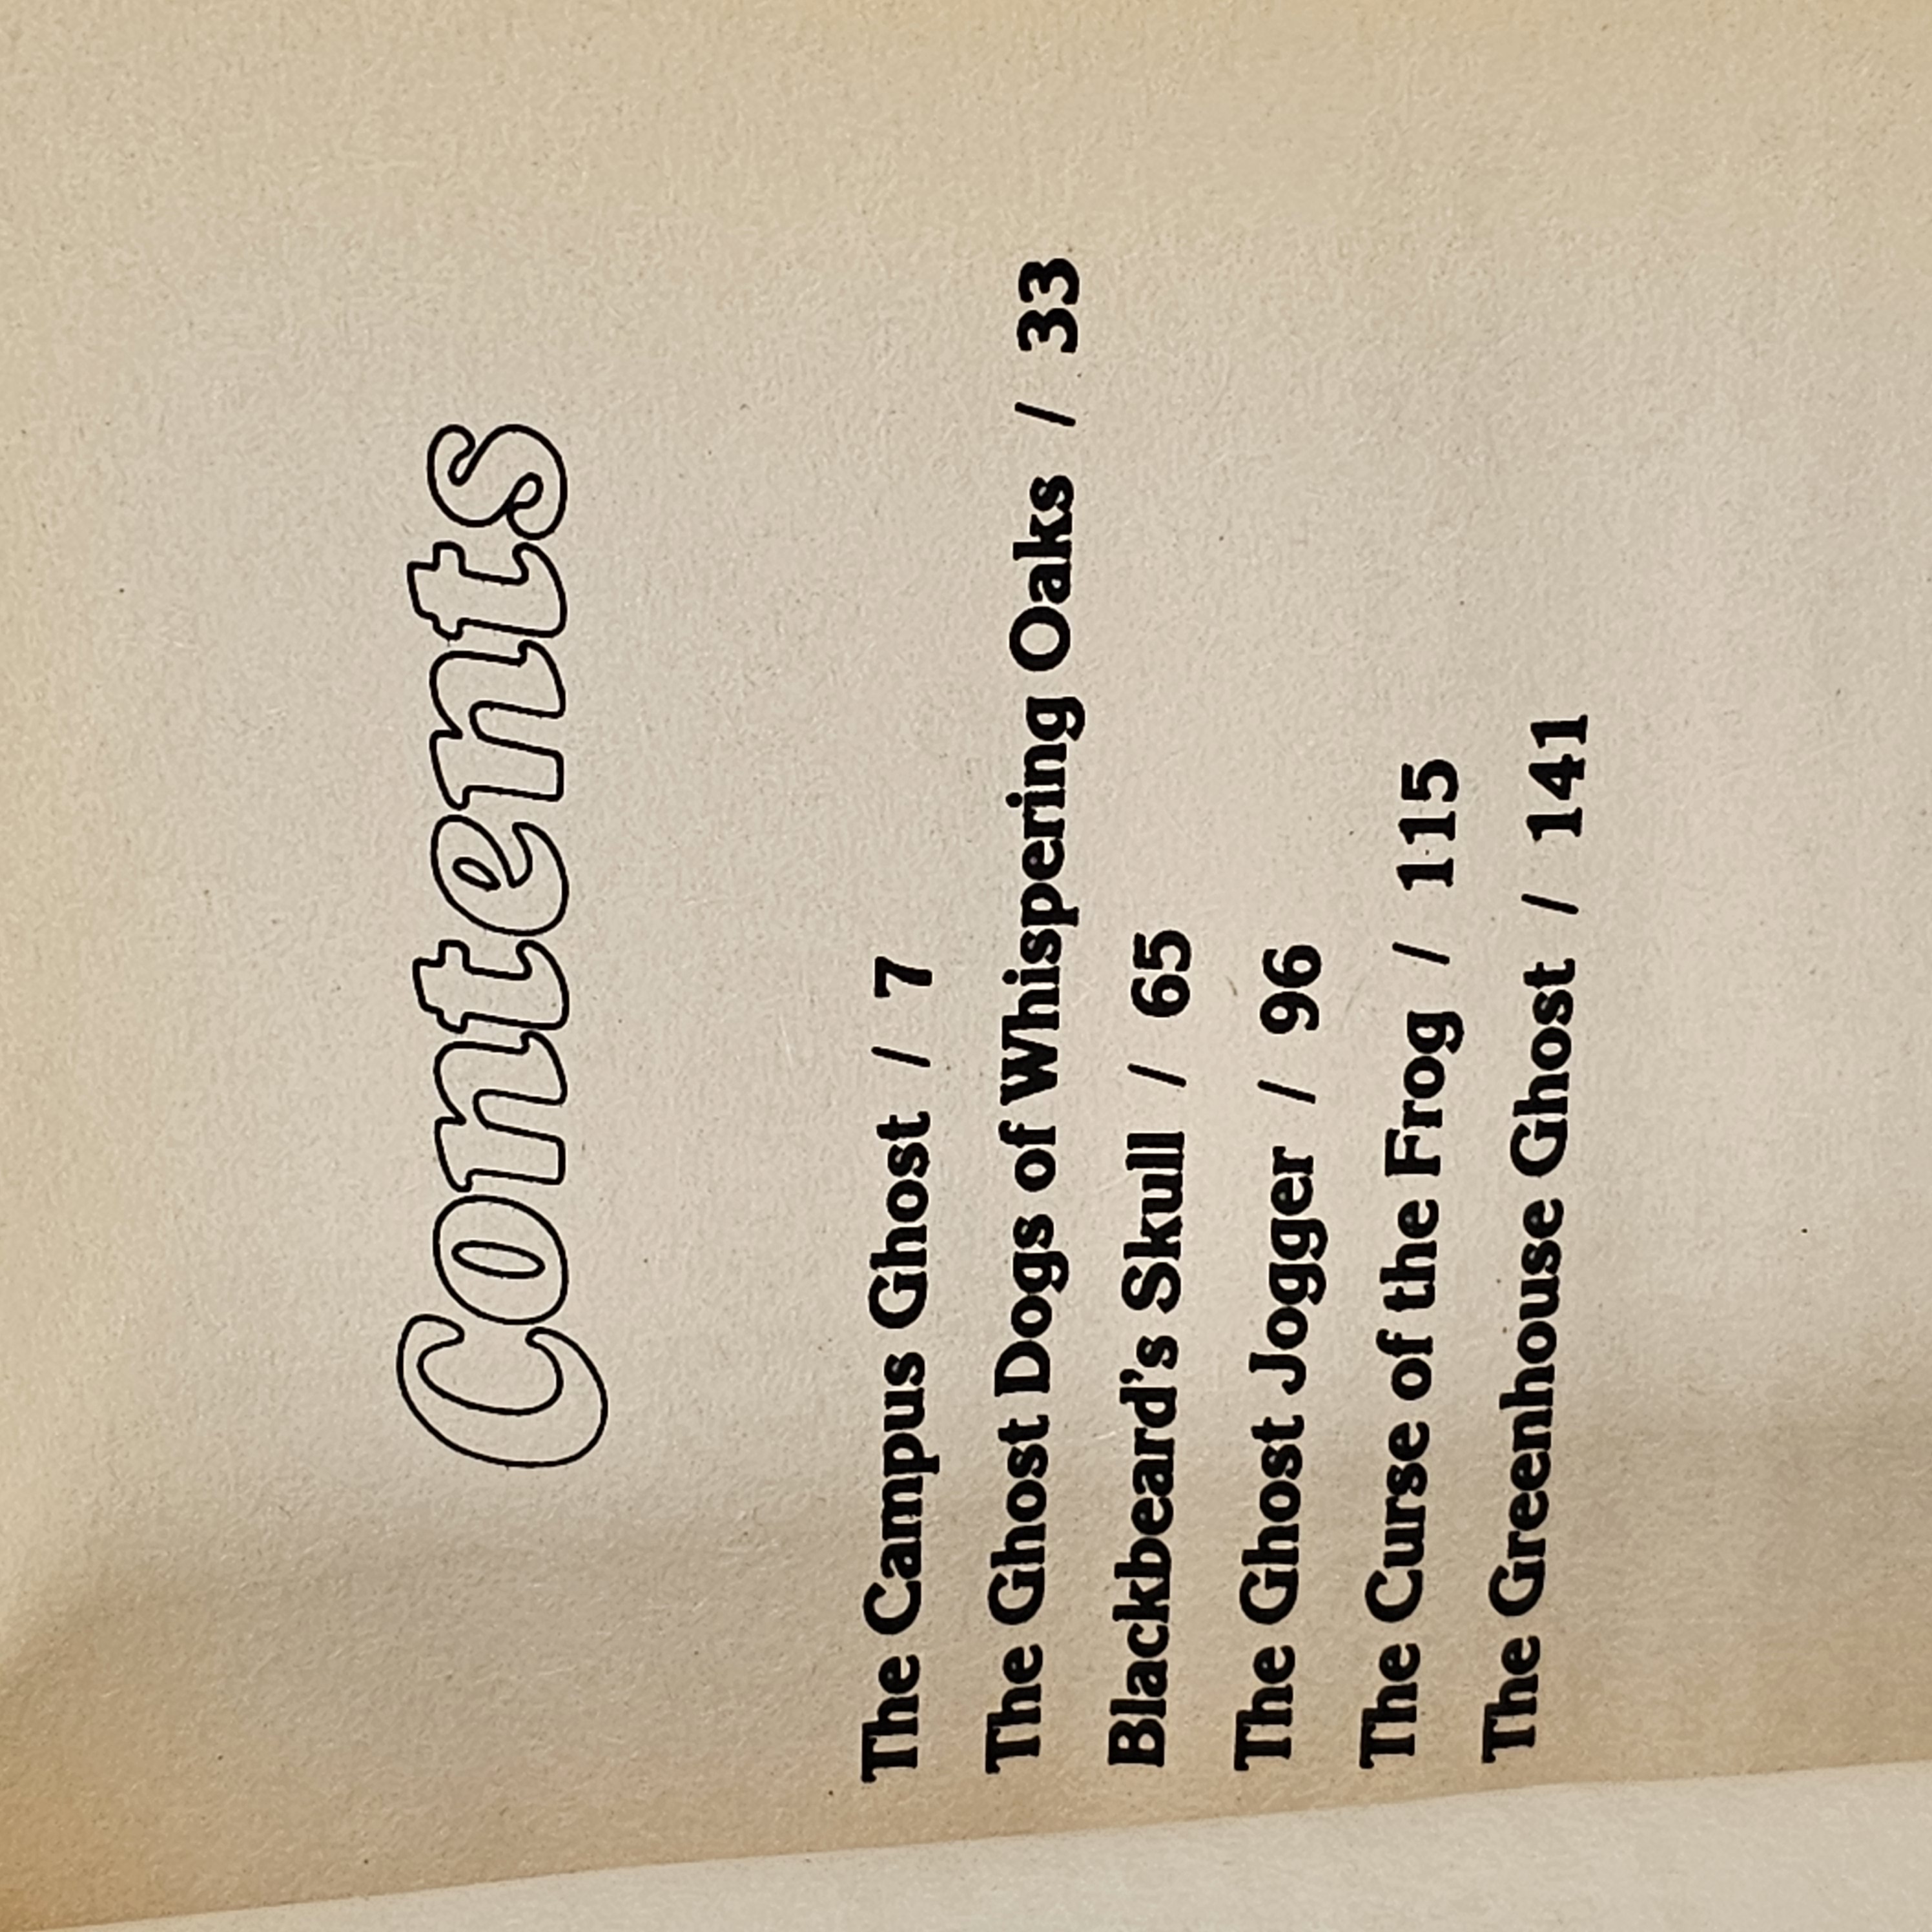 Contents
The Campus Ghost / 7
The Ghost Dogs of Whispering Oaks / 33
Blackbeard's Skull / 65
The Ghost Jogger / 96
The Curse of the Frog / 115
The Greenhouse Ghost / 141